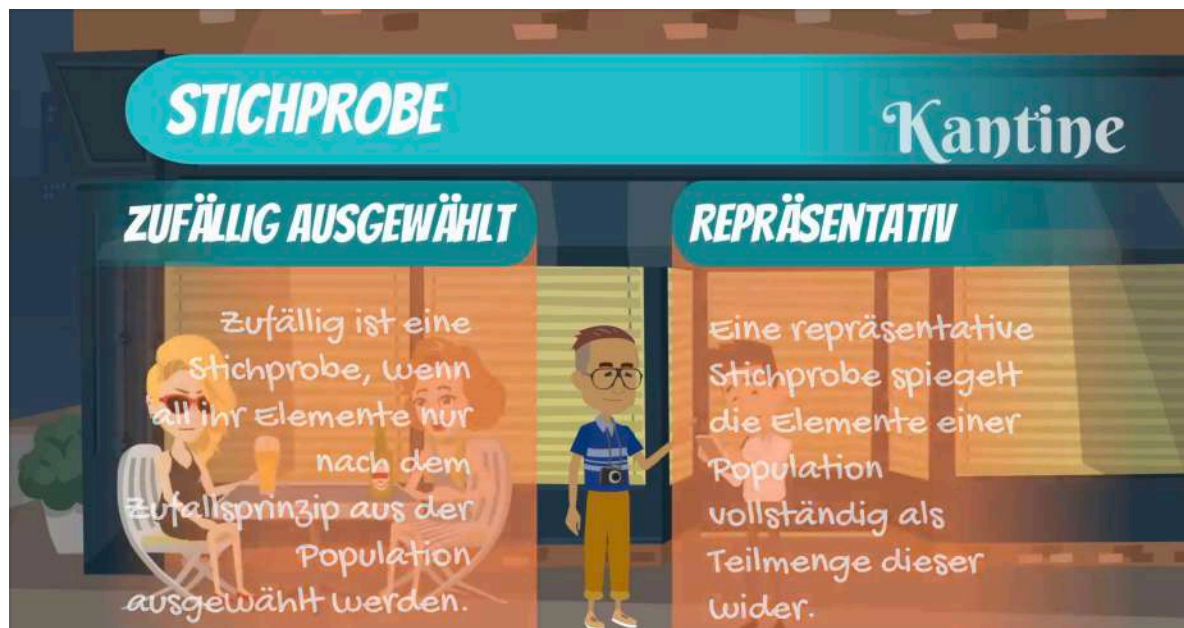 STICHPROBE
Kantine
ZUFÄLLIG AUSGEWÄHLT
Zufällig ist eine
Stichprobe, wenn
all ihr Elemente nur
nach dem
Zufallsprinzip aus der
Population
ausgewählt werden.
REPRÄSENTATIV
Eine repräsentative
Stichprobe spiegelt
die Elemente einer
Population
vollständig als
Teilmenge dieser
wider.